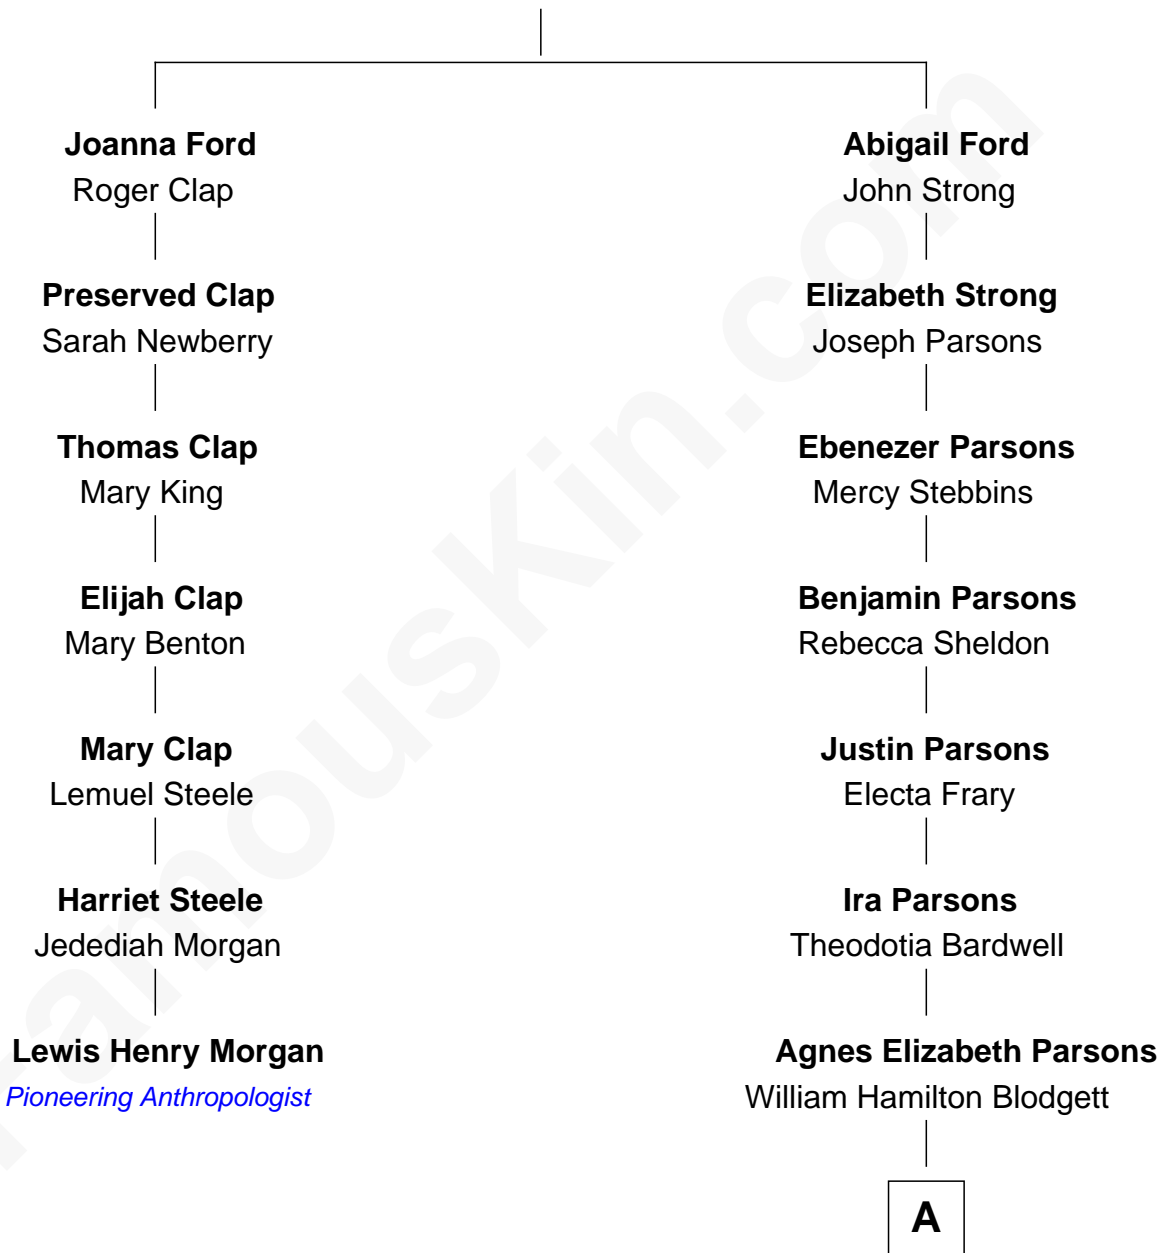 Joanna Ford
Roger Clap
Preserved Clap
Sarah Newberry
Thomas Clap
Mary King
Elijah Clap
Mary Benton
Mary Clap
Lemuel Steele
Harriet Steele
Jedediah Morgan
Lewis Henry Morgan
Pioneering Anthropologist
Abigail Ford
John Strong
Elizabeth Strong
Joseph Parsons
Ebenezer Parsons
Mercy Stebbins
Benjamin Parsons
Rebecca Sheldon
Justin Parsons
Electa Frary
Ira Parsons
Theodotia Bardwell
Agnes Elizabeth Parsons
William Hamilton Blodgett
A
FamousKin.com